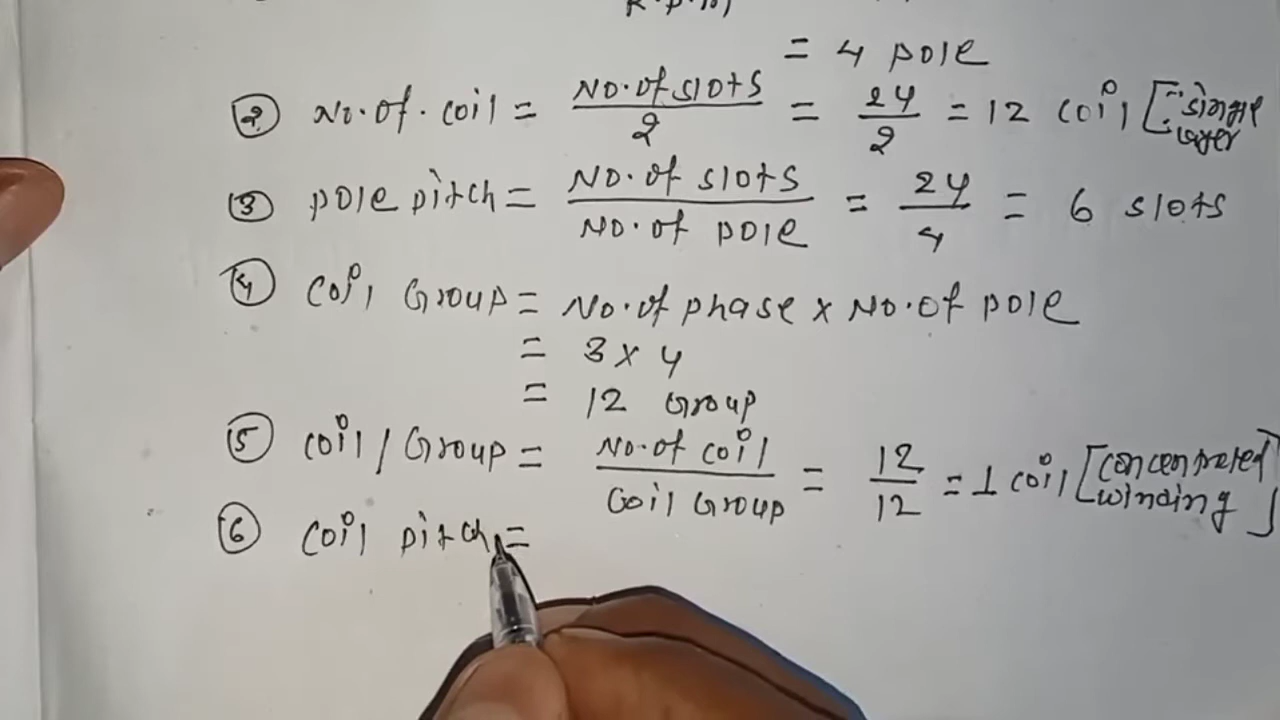 R.P.M
= 4 pole
② No.of.coil = No.of slots / 2 = 24 / 2 = 12 coil [∵ single layer
③ pole pitch = No.of slots / No.of pole = 24 / 4 = 6 slots
④ Coil Group = No.of phase x No.of pole
= 3 x 4
= 12 Group
⑤ coil / Group = No.of coil / Coil Group = 12 / 12 = 1 coil [concentrated winding]
⑥ coil pitch =